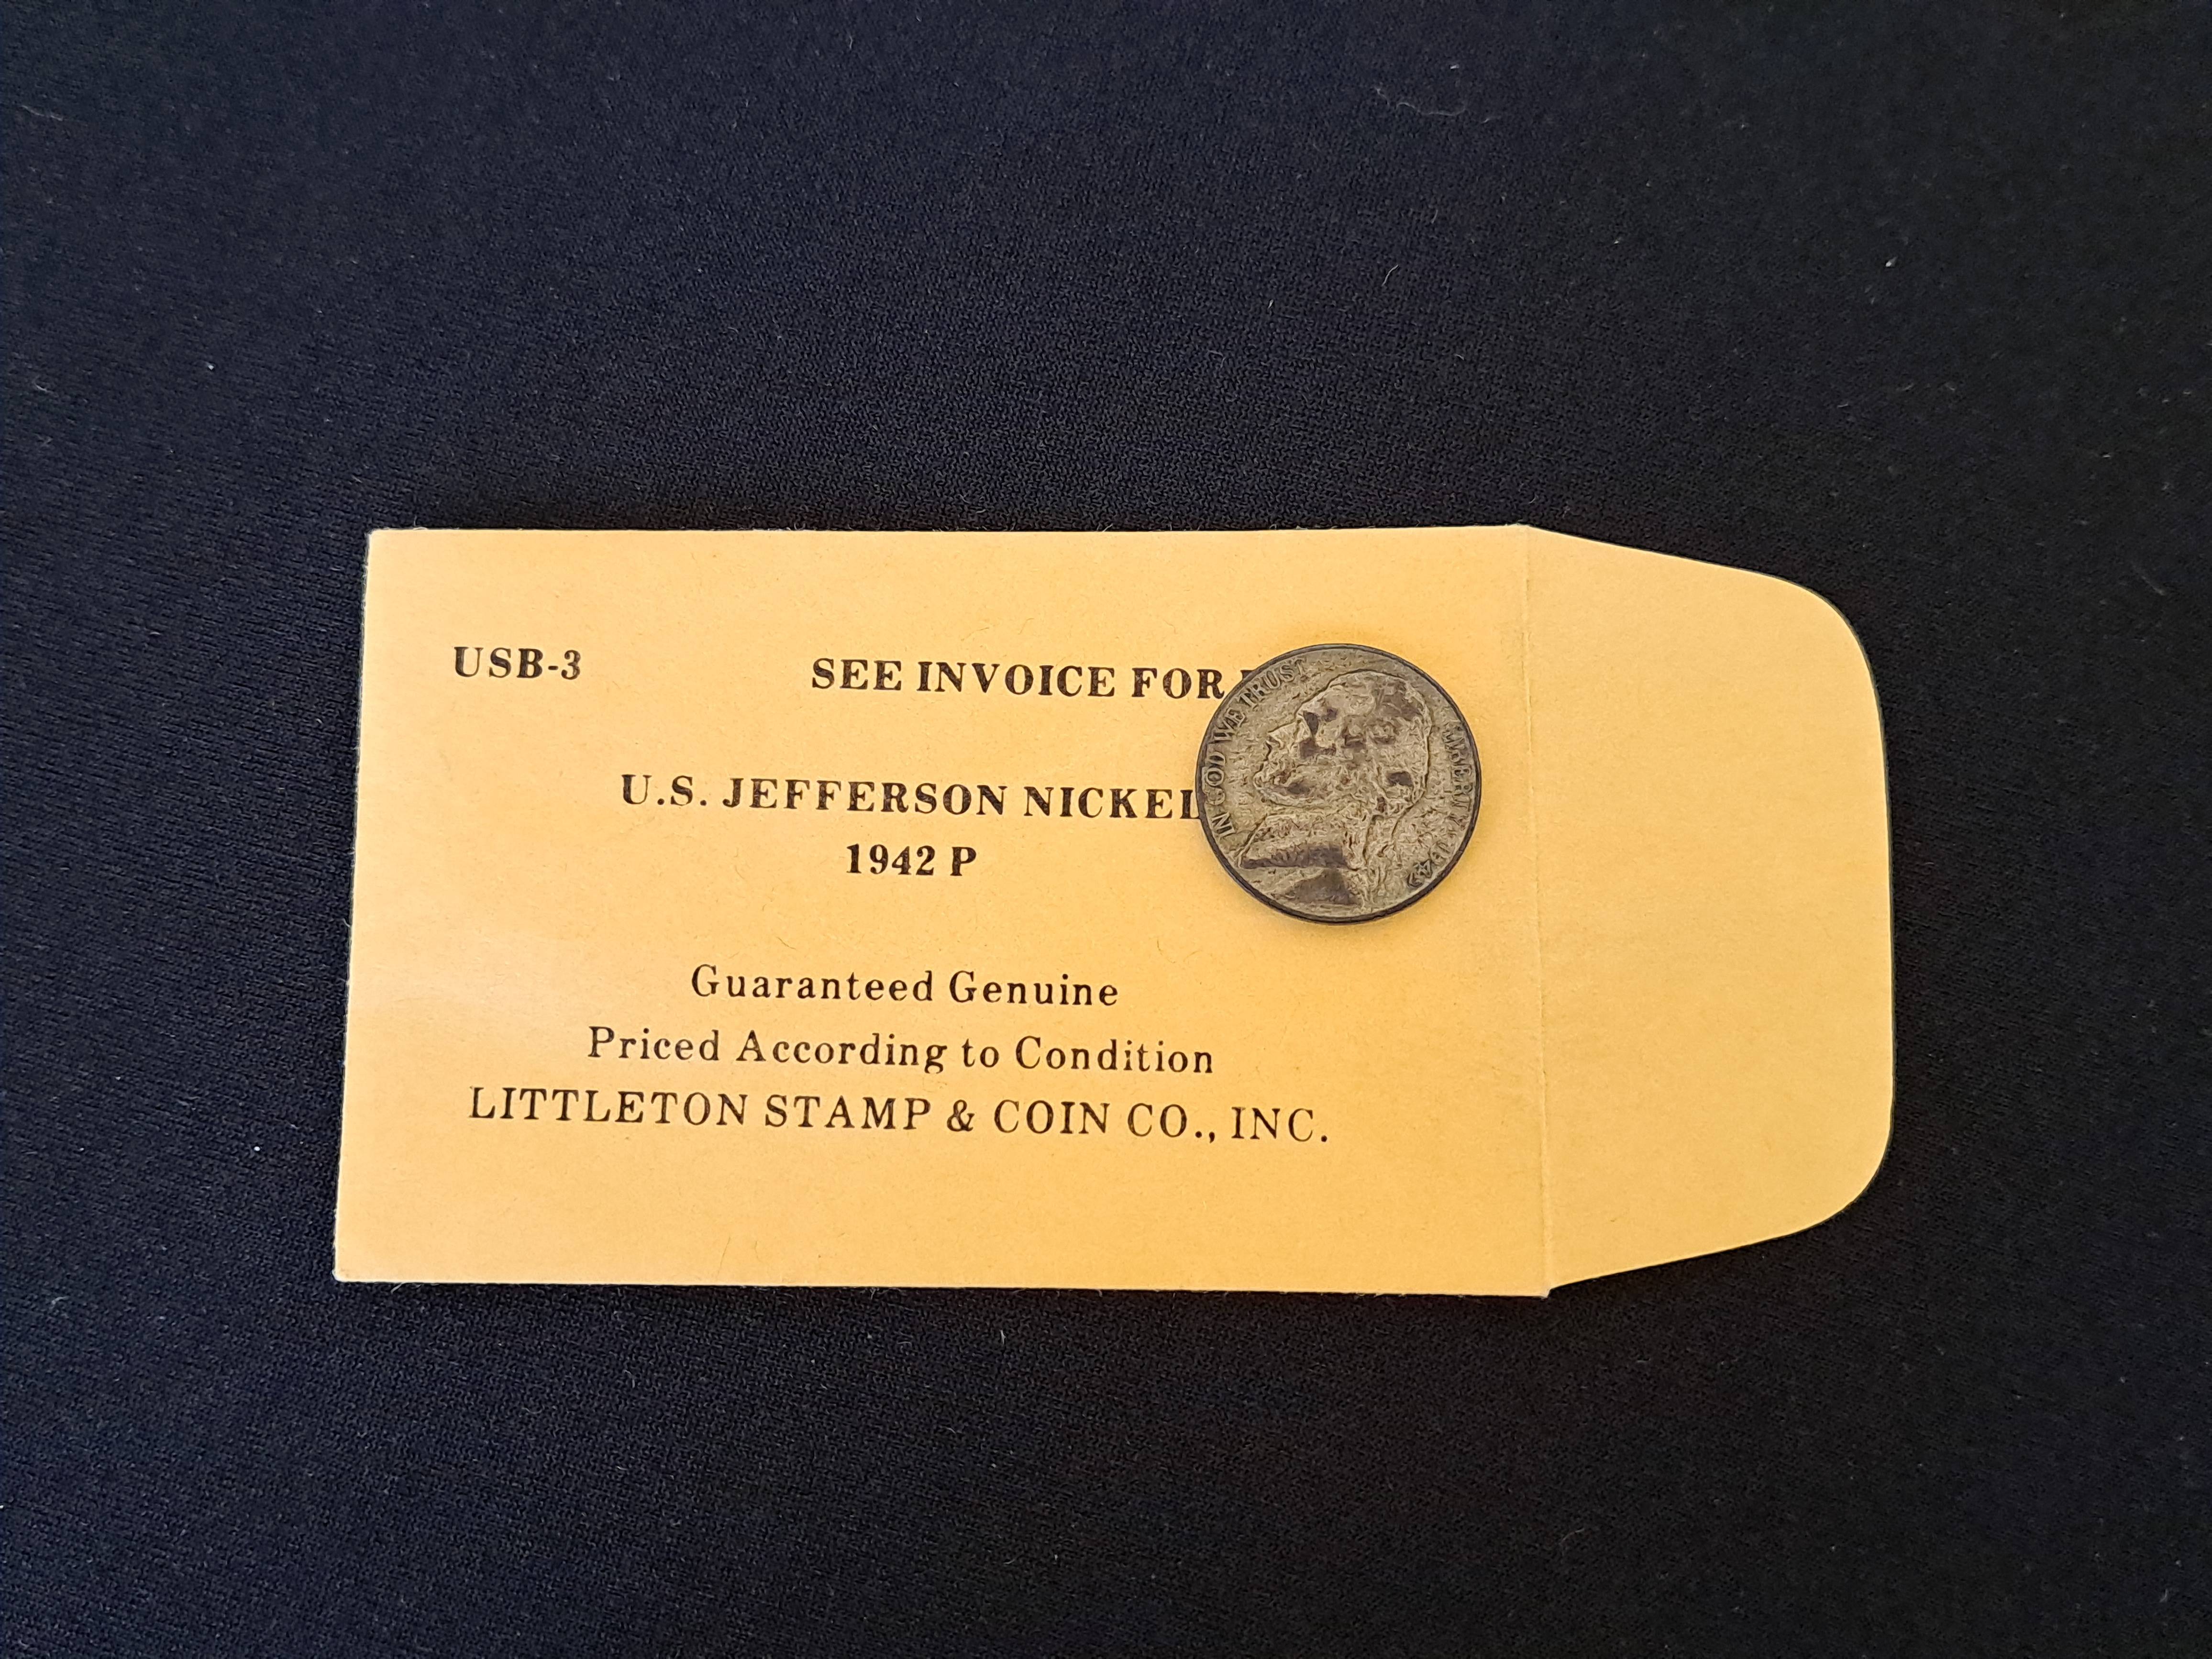 USB-3
SEE INVOICE FOR
U.S. JEFFERSON NICKEL
1942 P
Guaranteed Genuine
Priced According to Condition
LITTLETON STAMP & COIN CO., INC.
IN GOD WE TRUST
LIBERTY